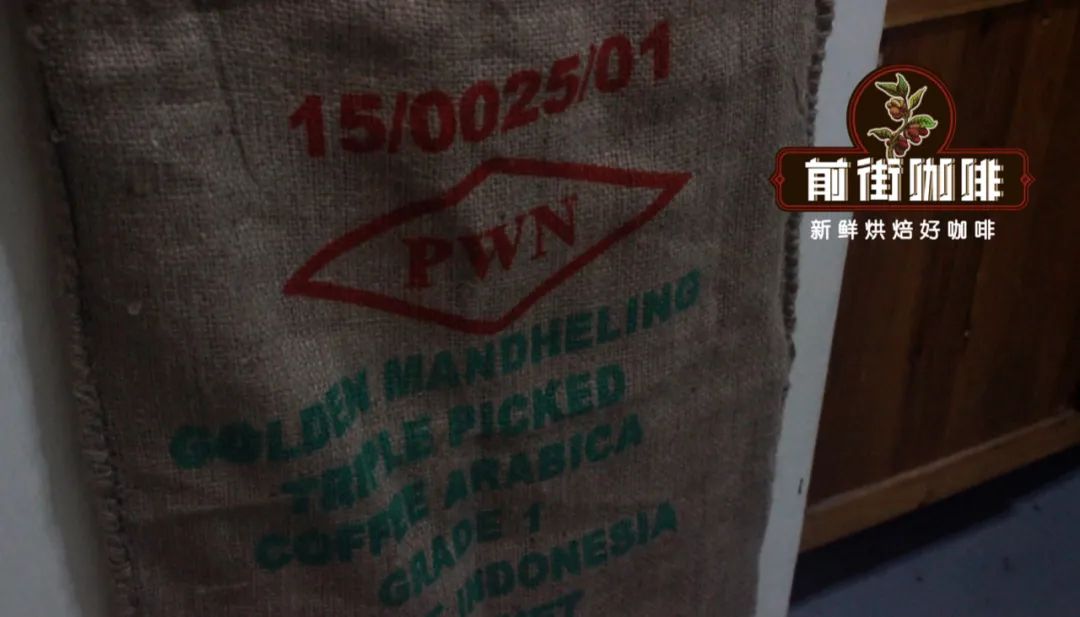 15/0025/01
PWN
GOLDEN MANDHELING
TRIPLE PICKED
COFFEE ARABICA
GRADE 1
INDONESIA
前街咖啡
新鲜烘焙好咖啡